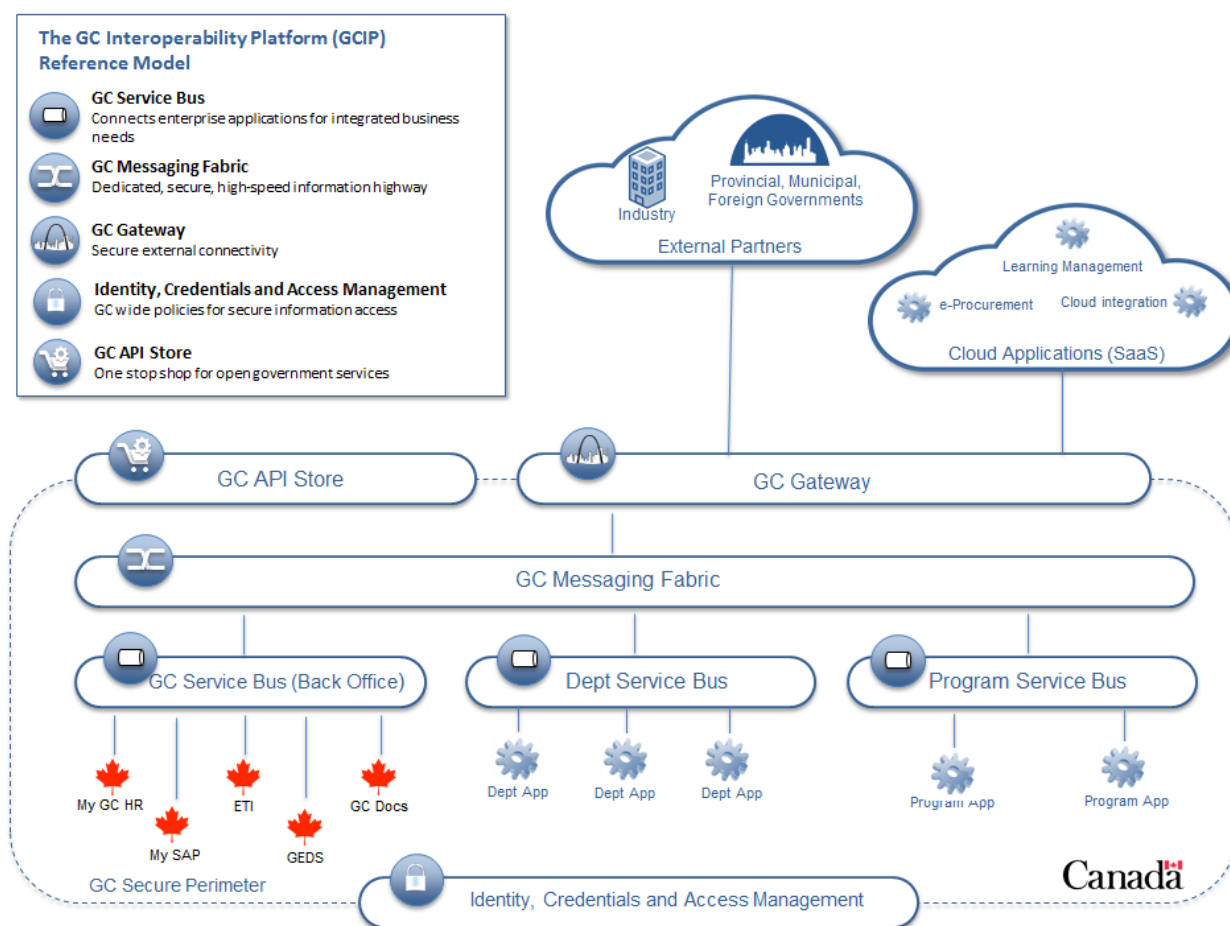 The GC Interoperability Platform (GCIP)
Reference Model
GC Service Bus
Connects enterprise applications for integrated business
needs
GC Messaging Fabric
Dedicated, secure, high-speed information highway
GC Gateway
Secure external connectivity
Identity, Credentials and Access Management
GC wide policies for secure information access
GC API Store
One stop shop for open government services
Industry
Provincial, Municipal,
Foreign Governments
External Partners
Learning Management
e-Procurement
Cloud integration
Cloud Applications (SaaS)
GC API Store
GC Gateway
GC Messaging Fabric
GC Service Bus (Back Office)
Dept Service Bus
Program Service Bus
My GC HR
My SAP
ETI
GEDS
GC Docs
Dept App
Dept App
Dept App
Program App
Program App
GC Secure Perimeter
Identity, Credentials and Access Management
Canada